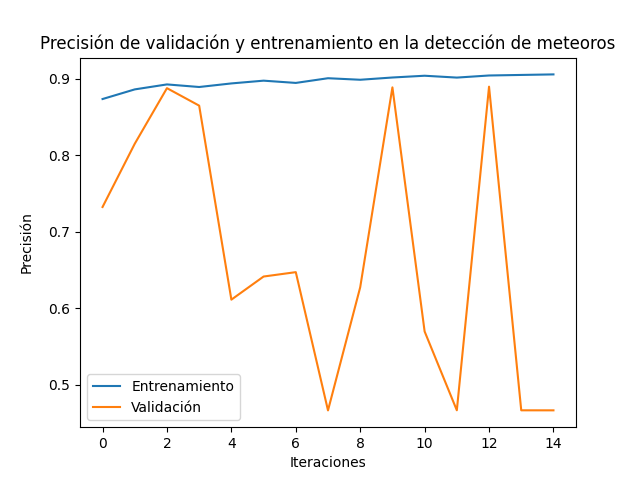 Precisión de validación y entrenamiento en la detección de meteoros
0.9
0.8
0.7
0.6
0.5
Precisión
Entrenamiento
Validación
0 2 4 6 8 10 12 14
Iteraciones